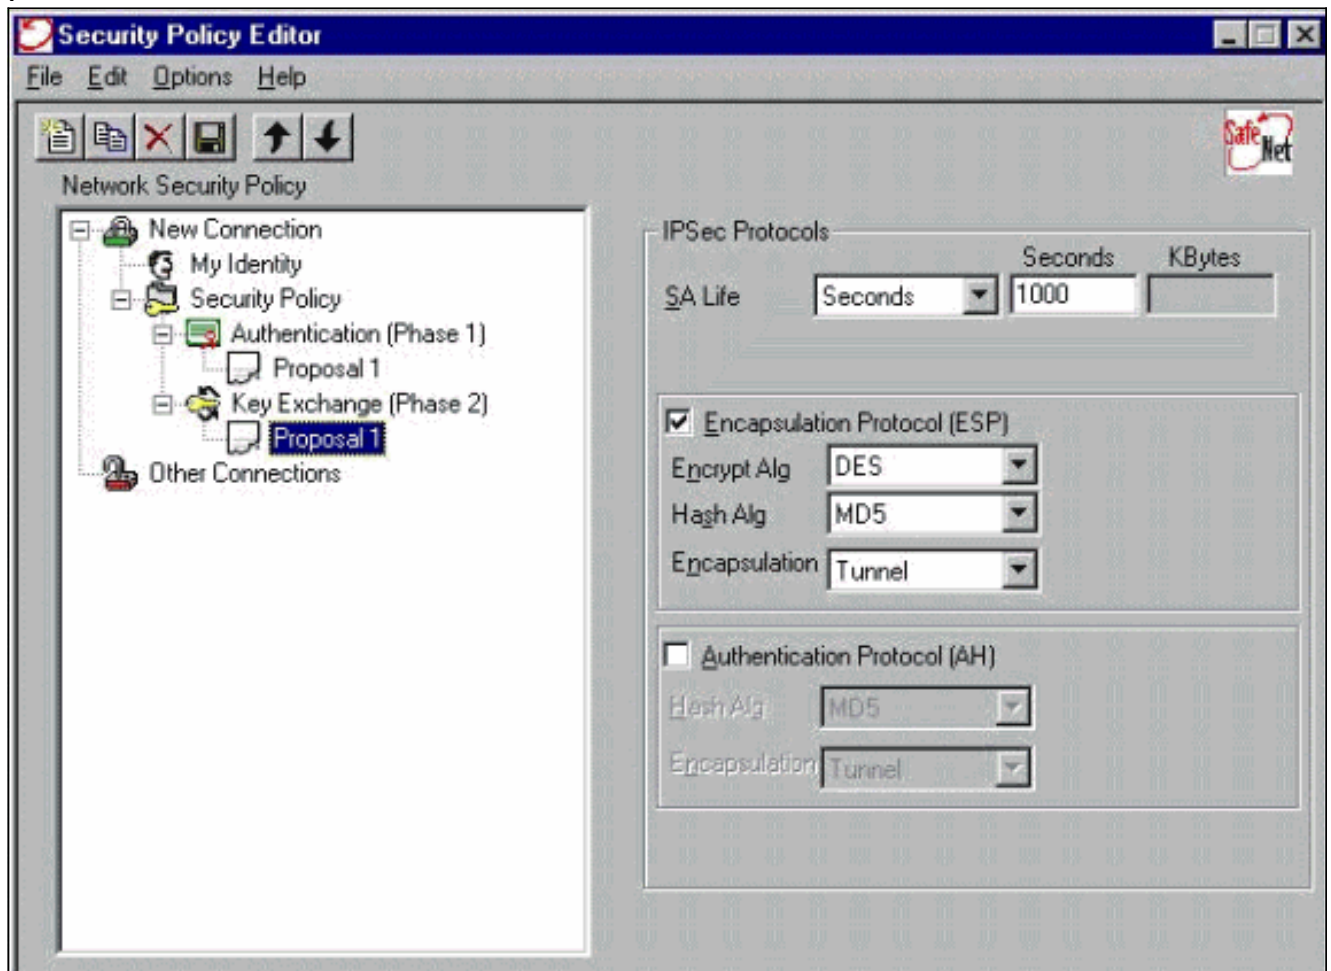 Security Policy Editor
File Edit Options Help
Safe Net
Network Security Policy
New Connection
My Identity
Security Policy
Authentication (Phase 1)
Proposal 1
Key Exchange (Phase 2)
Proposal 1
Other Connections
IPSec Protocols
Seconds KBytes
SA Life Seconds 1000
Encapsulation Protocol (ESP)
Encrypt Alg DES
Hash Alg MD5
Encapsulation Tunnel
Authentication Protocol (AH)
Hash Alg MD5
Encapsulation Tunnel